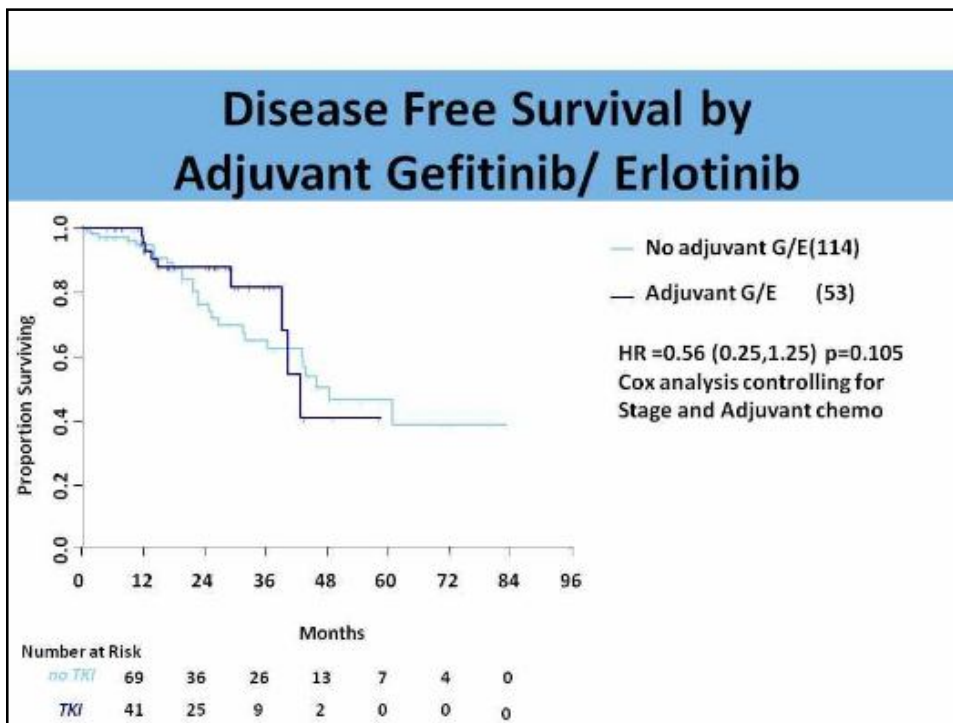 Disease Free Survival by
Adjuvant Gefitinib/ Erlotinib
No adjuvant G/E(114)
Adjuvant G/E (53)
HR =0.56 (0.25,1.25) p=0.105
Cox analysis controlling for
Stage and Adjuvant chemo
Proportion Surviving
1.0
0.8
0.6
0.4
0.2
0.0
0 12 24 36 48 60 72 84 96
Months
Number at Risk
no TKI 69 36 26 13 7 4 0
TKI 41 25 9 2 0 0 0